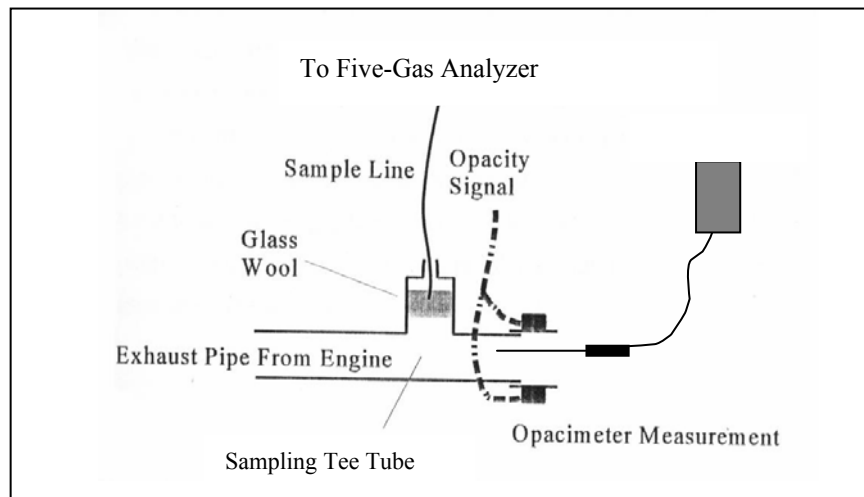 To Five-Gas Analyzer
Sample Line
Opacity
Signal
Glass
Wool
Exhaust Pipe From Engine
Sampling Tee Tube
Opacimeter Measurement